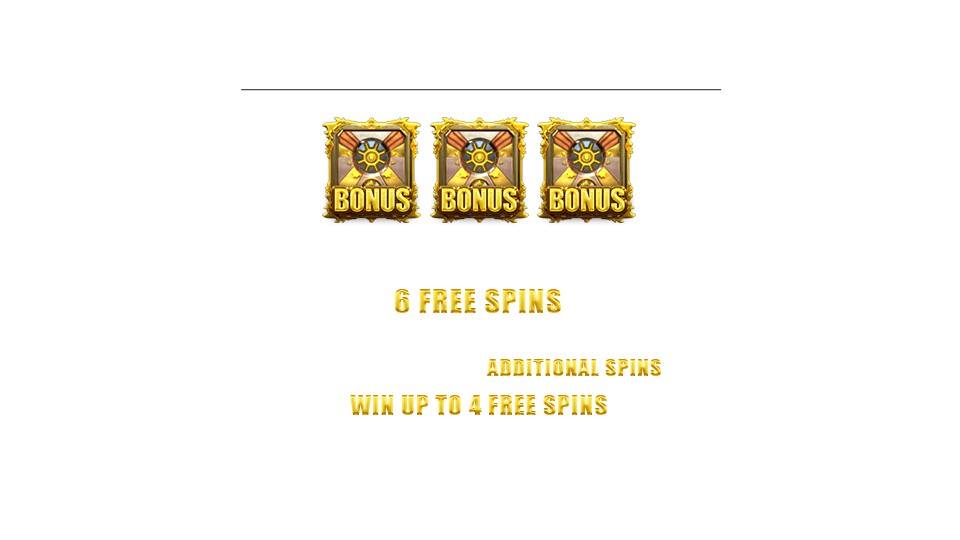 BONUS BONUS BONUS
6 FREE SPINS
ADDITIONAL SPINS
WIN UP TO 4 FREE SPINS